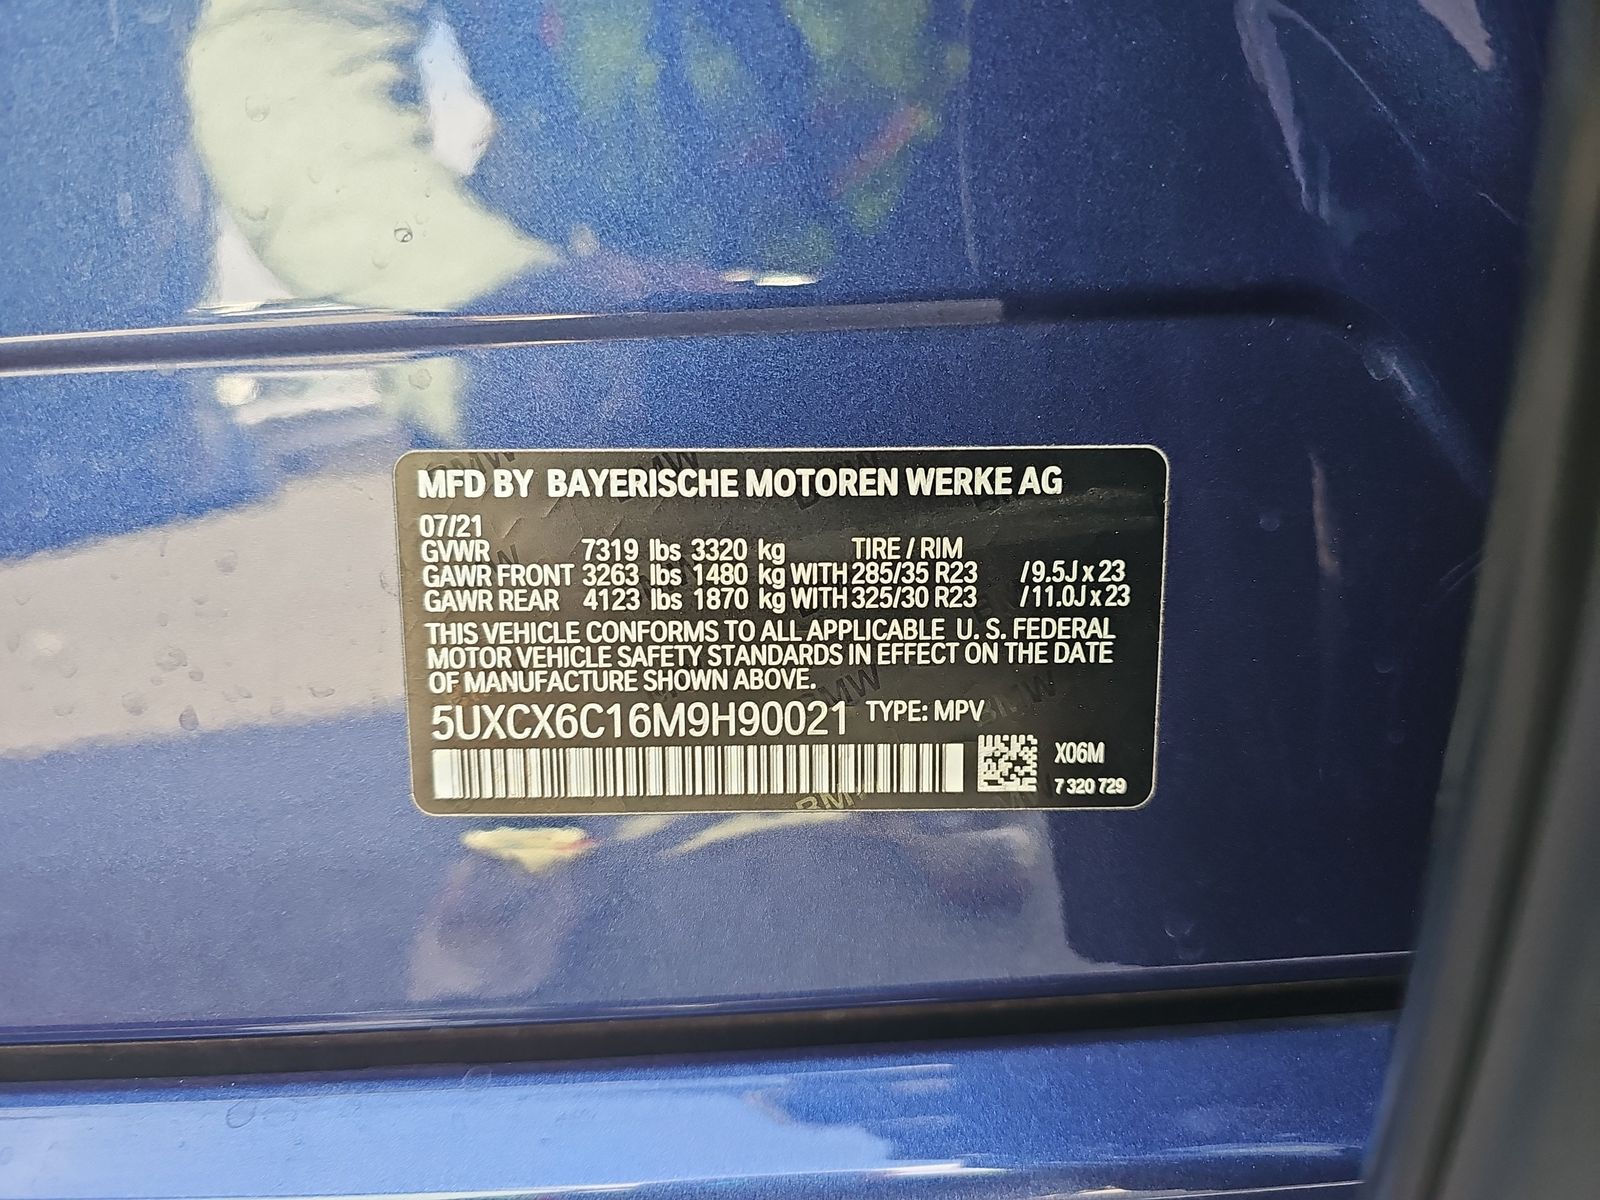 MFD BY BAYERISCHE MOTOREN WERKE AG
07/21
GVWR 7319 lbs 3320 kg TIRE / RIM
GAWR FRONT 3263 lbs 1480 kg WITH 285/35 R23 /9.5J x 23
GAWR REAR 4123 lbs 1870 kg WITH 325/30 R23 /11.0J x 23
THIS VEHICLE CONFORMS TO ALL APPLICABLE U. S. FEDERAL
MOTOR VEHICLE SAFETY STANDARDS IN EFFECT ON THE DATE
OF MANUFACTURE SHOWN ABOVE.
5UXCX6C16M9H90021 TYPE: MPV
X06M
7 320 729